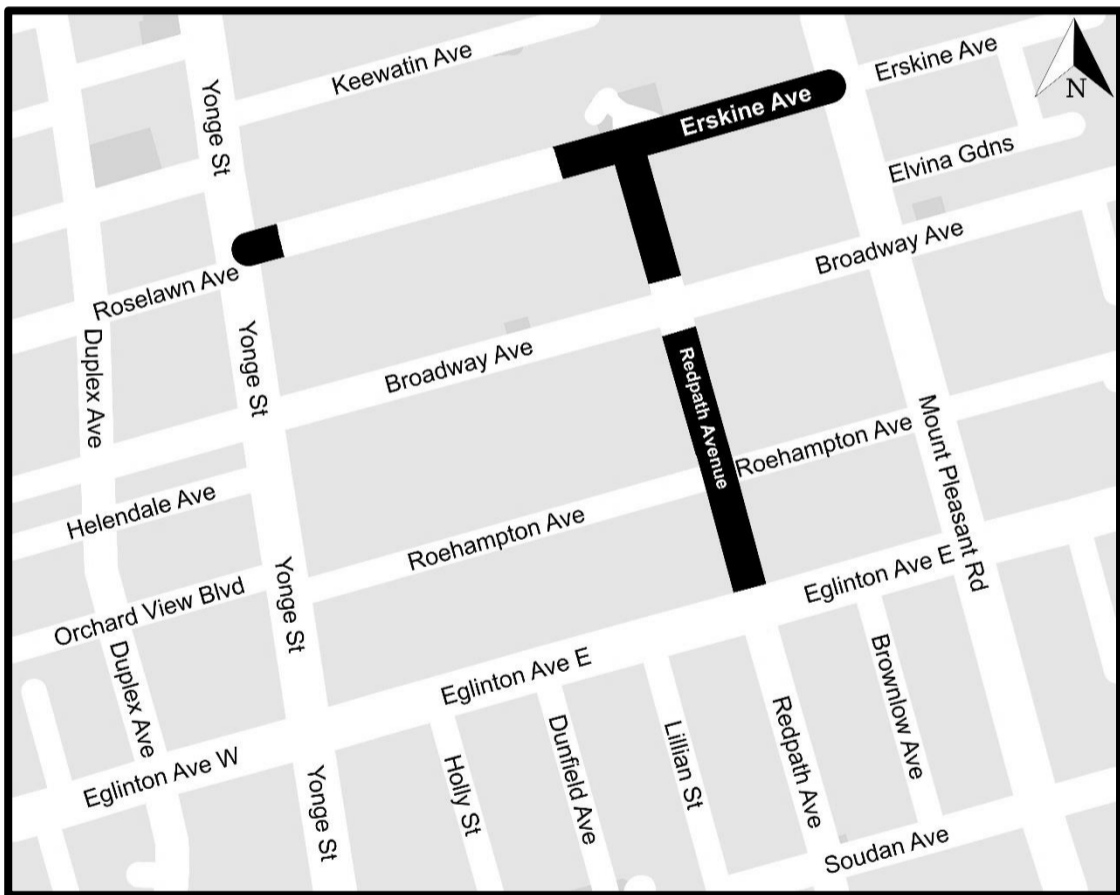 Keewatin Ave
Erskine Ave
N
Yonge St
Erskine Ave
Elvina Gdns
Broadway Ave
Roselawn Ave
Yonge St
Duplex Ave
Broadway Ave
Redpath Avenue
Mount Pleasant Rd
Roehampton Ave
Helendale Ave
Roehampton Ave
Orchard View Blvd
Yonge St
Eglinton Ave E
Duplex Ave
Eglinton Ave E
Brownlow Ave
Eglinton Ave W
Yonge St
Holly St
Dunfield Ave
Lillian St
Redpath Ave
Soudan Ave